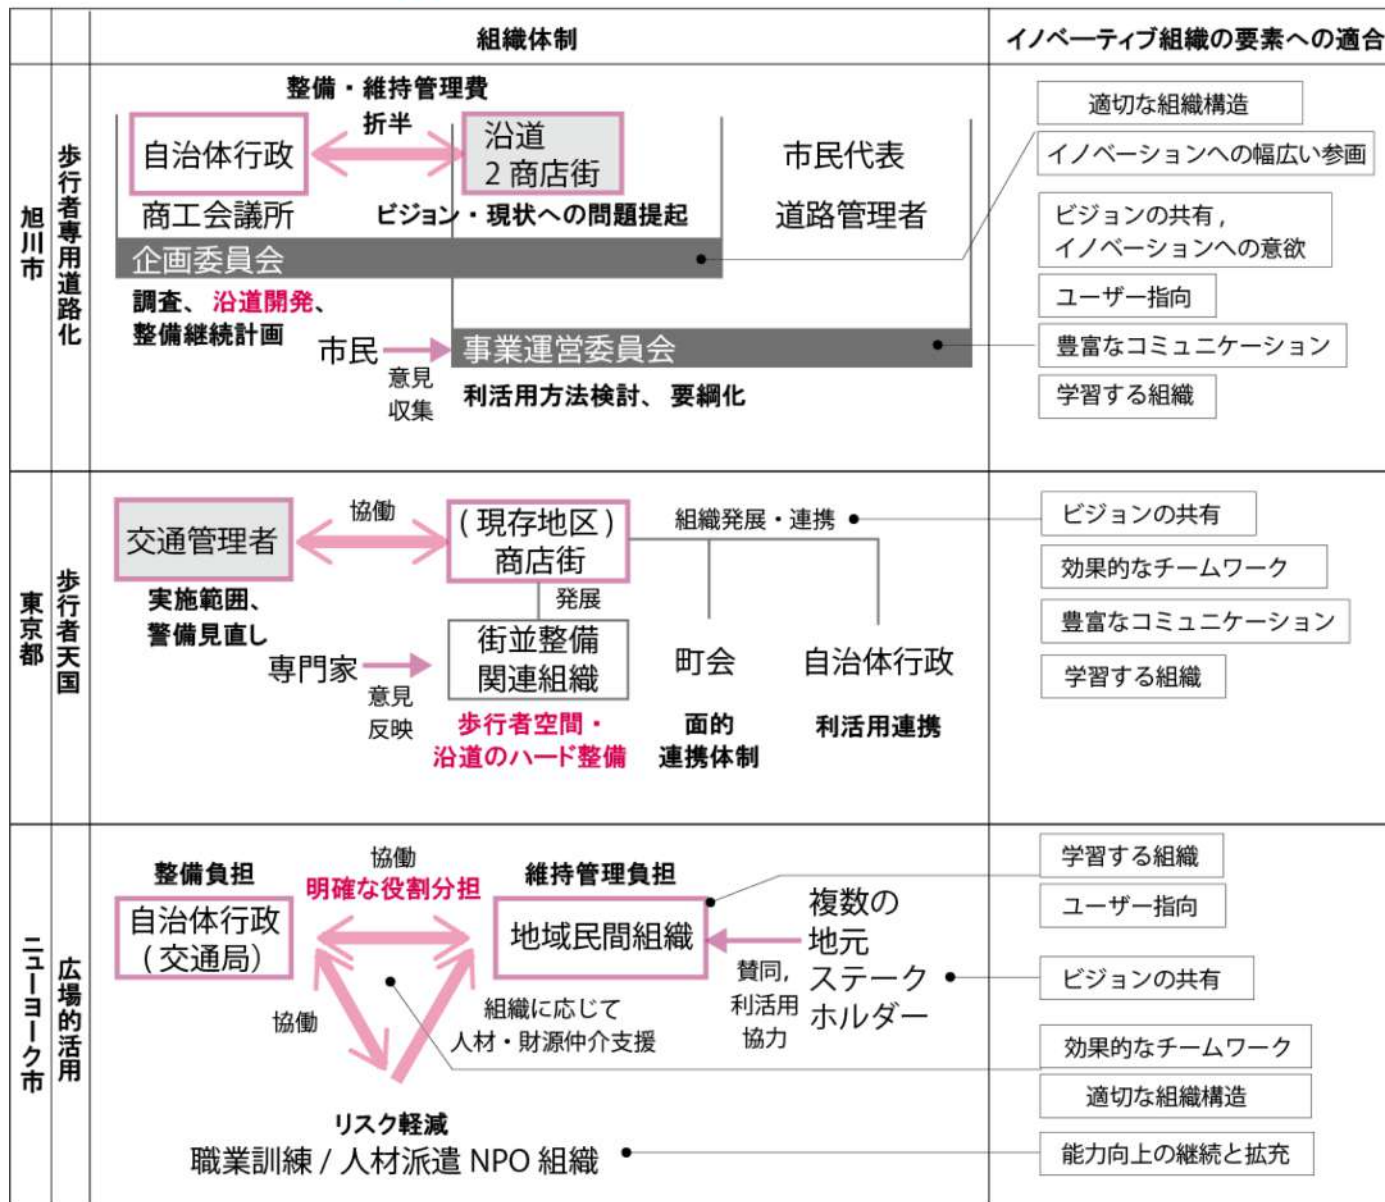 組織体制
イノベーティブ組織の要素への適合
旭川市
歩行者専用道路化
整備・維持管理費
折半
自治体行政
沿道
2 商店街
市民代表
商工会議所
ビジョン・現状への問題提起
道路管理者
企画委員会
調査、 沿道開発、
整備継続計画
市民
意見
収集
事業運営委員会
利活用方法検討、 要綱化
適切な組織構造
イノベーションへの幅広い参画
ビジョンの共有 ,
イノベーションへの意欲
ユーザー指向
豊富なコミュニケーション
学習する組織
東京都
歩行者天国
交通管理者
協働
( 現存地区 )
商店街
組織発展・連携
実施範囲、
警備見直し
発展
専門家
意見
反映
街並整備
関連組織
町会
自治体行政
歩行者空間・
沿道のハード整備
面的
連携体制
利活用連携
ビジョンの共有
効果的なチームワーク
豊富なコミュニケーション
学習する組織
ニューヨーク市
広場的活用
整備負担
協働
明確な役割分担
維持管理負担
自治体行政
( 交通局 )
地域民間組織
複数の
地元
ステーク
ホルダー
賛同,
利活用
協力
協働
組織に応じて
人材・財源仲介支援
リスク軽減
職業訓練 / 人材派遣 NPO 組織
学習する組織
ユーザー指向
ビジョンの共有
効果的なチームワーク
適切な組織構造
能力向上の継続と拡充